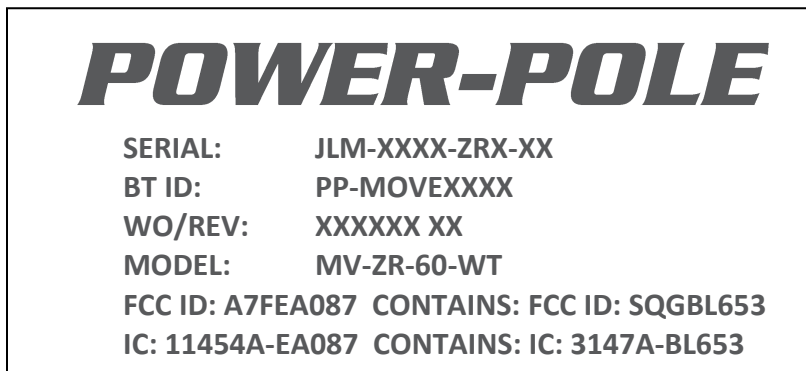 POWER-POLE
SERIAL: JLM-XXXX-ZRX-XX
BT ID: PP-MOVEXXXX
WO/REV: XXXXXX XX
MODEL: MV-ZR-60-WT
FCC ID: A7FEA087 CONTAINS: FCC ID: SQGBL653
IC: 11454A-EA087 CONTAINS: IC: 3147A-BL653